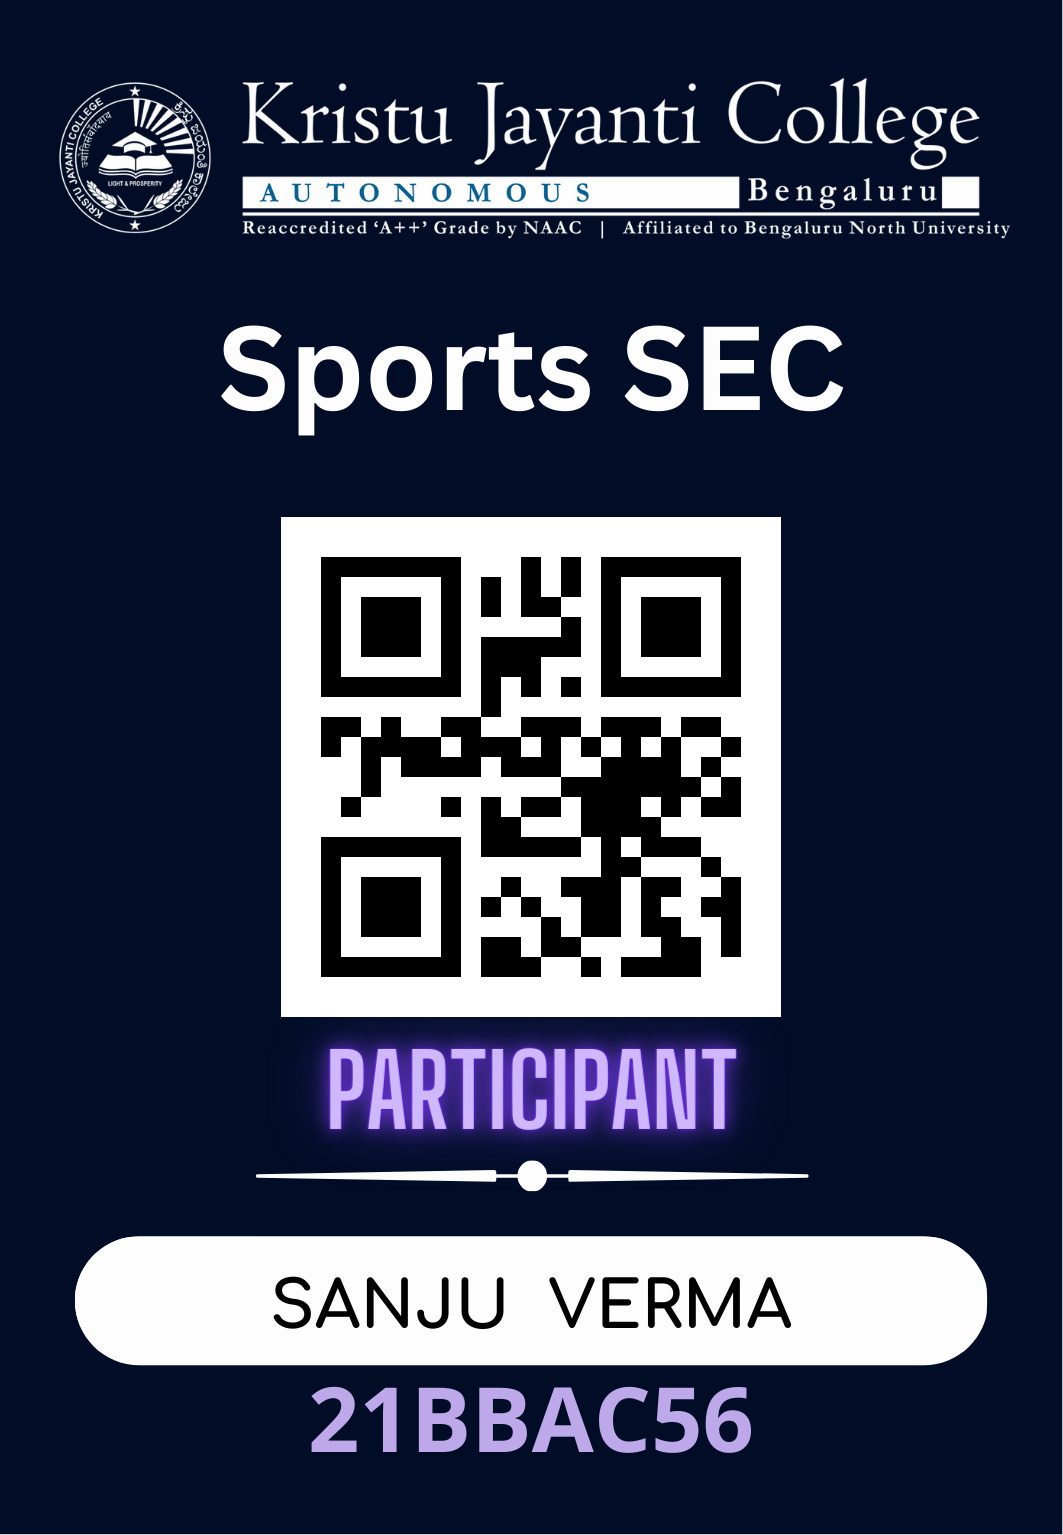 KRISTU JAYANTI COLLEGE
ಕ್ರಿಸ್ತು ಜಯಂತಿ ಕಾಲೇಜು
LIGHT & PROSPERITY
Kristu Jayanti College
AUTONOMOUS Bengaluru
Reaccredited ‘A++’ Grade by NAAC | Affiliated to Bengaluru North University
Sports SEC
PARTICIPANT
SANJU VERMA
21BBAC56